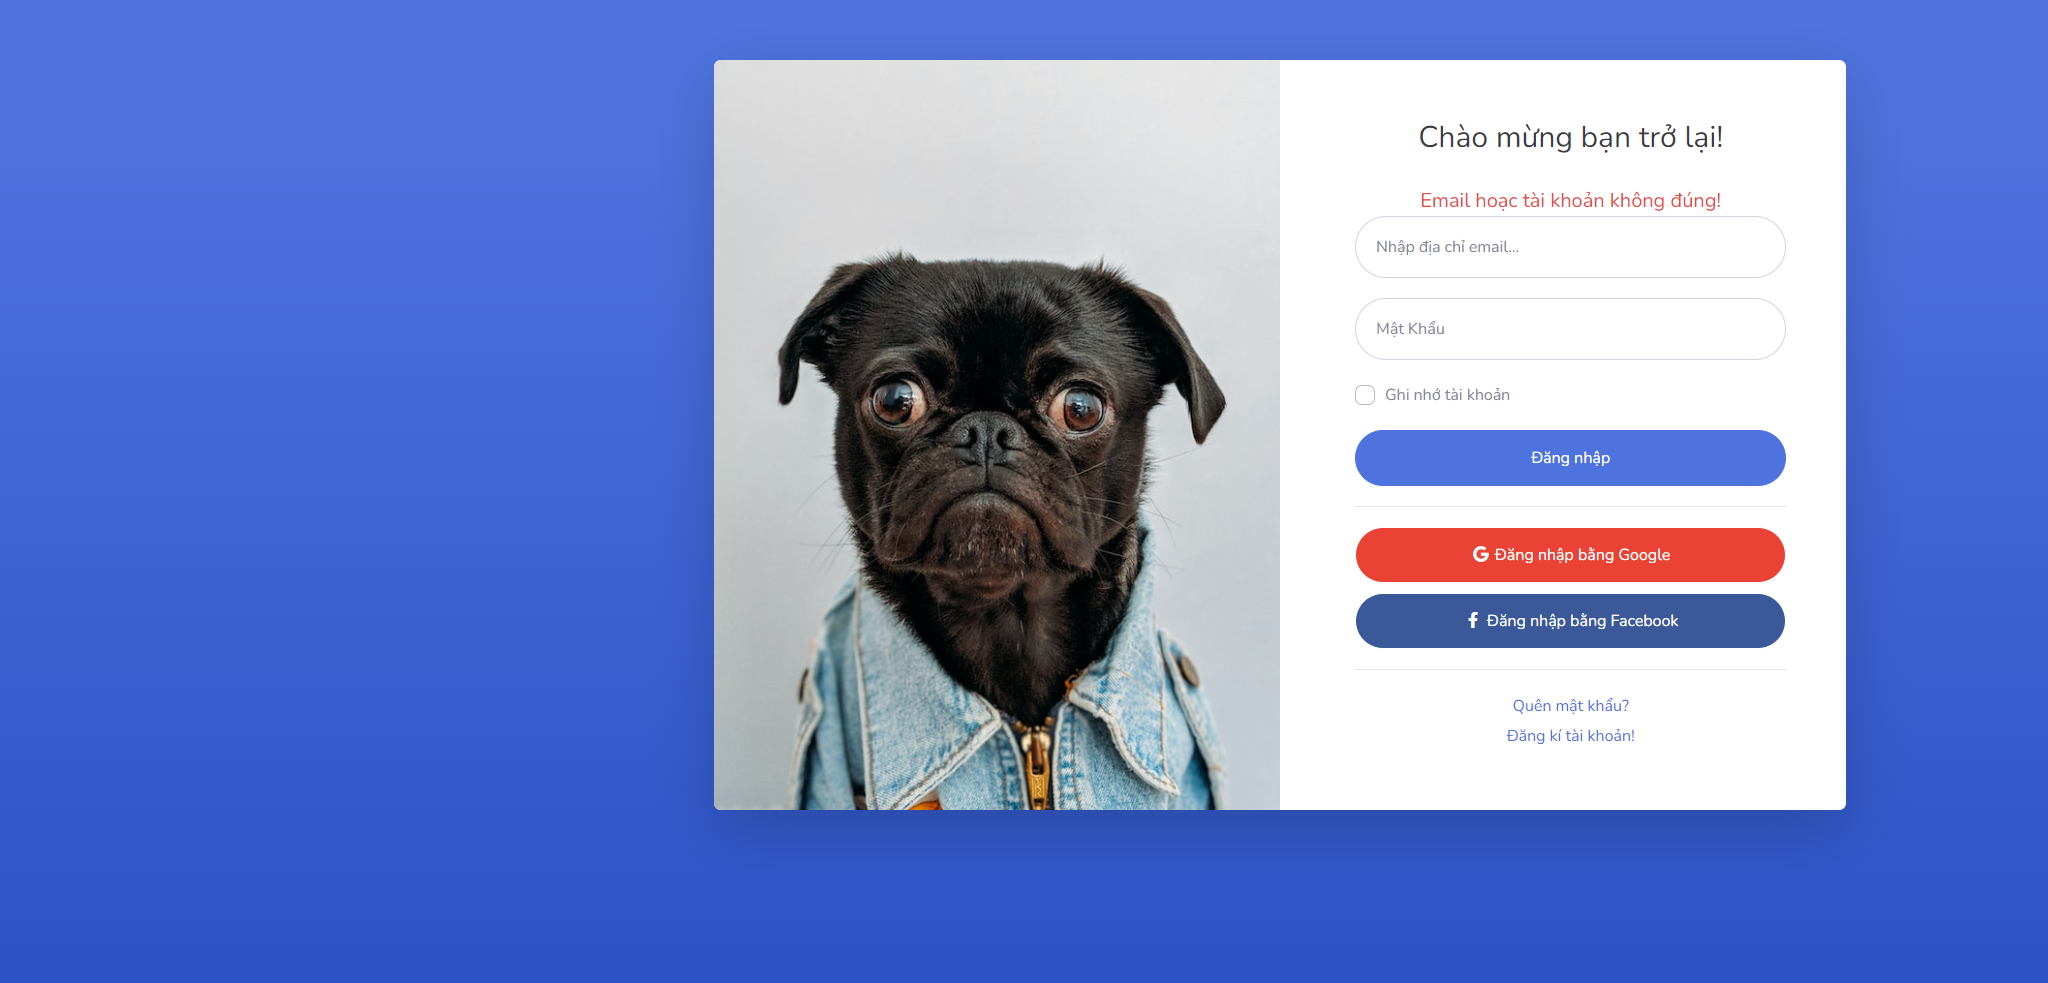 Chào mừng bạn trở lại!
Email hoạc tài khoản không đúng!
Nhập địa chỉ email...
Mật Khẩu
Ghi nhớ tài khoản
Đăng nhập
Đăng nhập bằng Google
Đăng nhập bằng Facebook
Quên mật khẩu?
Đăng kí tài khoản!